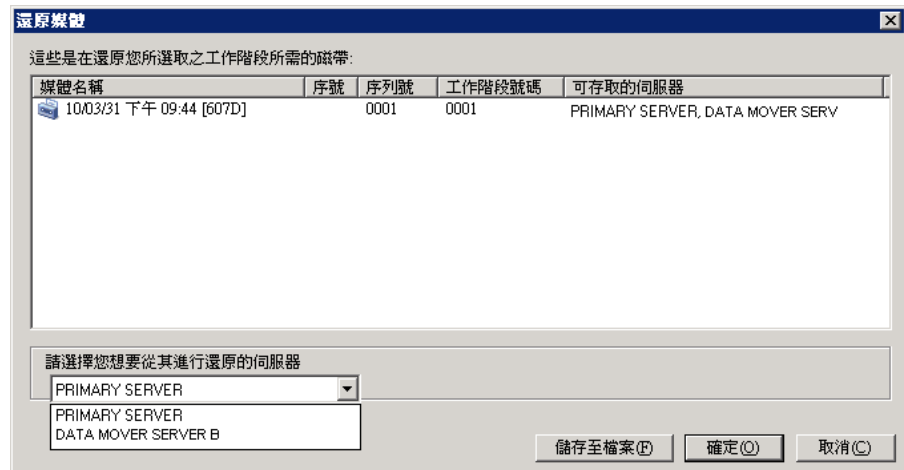 還原媒體
這些是在還原您所選取之工作階段所需的磁帶:
媒體名稱 序號 序列號 工作階段號碼 可存取的伺服器
10/03/31 下午 09:44 [607D] 0001 0001 PRIMARY SERVER, DATA MOVER SERV
請選擇您想要從其進行還原的伺服器
PRIMARY SERVER
PRIMARY SERVER
DATA MOVER SERVER B
儲存至檔案(F) 確定(O) 取消(C)